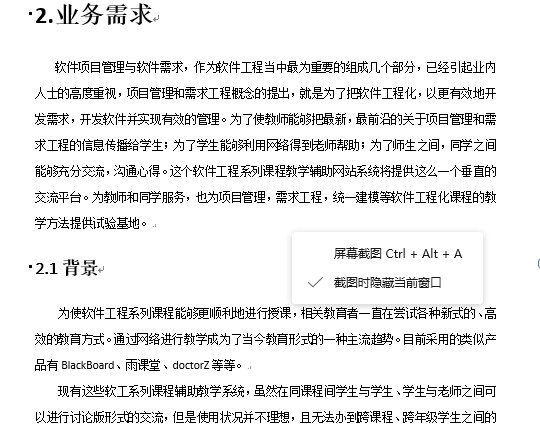 2.业务需求
软件项目管理与软件需求，作为软件工程当中最为重要的组成几个部分，已经引起业内
人士的高度重视，项目管理和需求工程概念的提出，就是为了把软件工程化，以更有效地开
发需求，开发软件并实现有效的管理。为了使教师能够把最新，最前沿的关于项目管理和需
求工程的信息传播给学生；为了学生能够利用网络得到老师帮助；为了师生之间，同学之间
能够充分交流，沟通心得。这个软件工程系列课程教学辅助网站系统将提供这么一个垂直的
交流平台。为教师和同学服务，也为项目管理，需求工程，统一建模等软件工程化课程的教
学方法提供试验基地。
屏幕截图 Ctrl + Alt + A
截图时隐藏当前窗口
2.1 背景
为使软件工程系列课程能够更顺利地进行授课，相关教育者一直在尝试各种新式的、高
效的教育方式。通过网络进行教学成为了当今教育形式的一种主流趋势。目前采用的类似产
品有 BlackBoard、雨课堂、doctorZ 等等。
现有这些软工系列课程辅助教学系统，虽然在同课程间学生与学生、学生与老师之间可
以进行讨论版形式的交流，但是使用状况并不理想，且无法办到跨课程、跨年级学生之间的